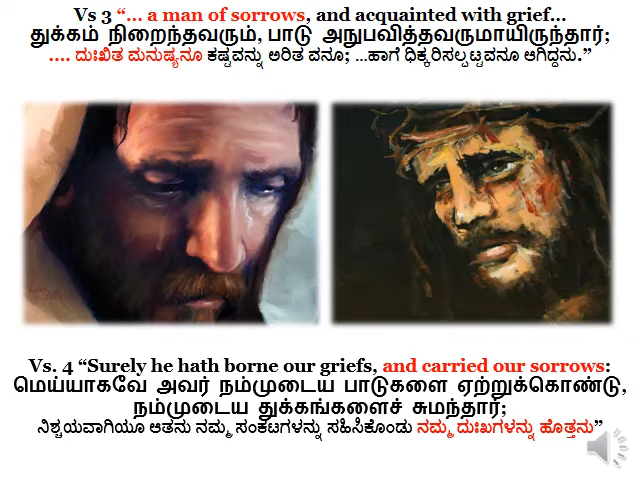 Vs 3 “... a man of sorrows, and acquainted with grief...
துக்கம் நிறைந்தவரும், பாடு அநுபவித்தவருமாயிருந்தார்;
.... ದುಃಖಿತ ಮನುಷ್ಯನೂ ಕಷ್ಟವನ್ನು ಅರಿತ ವನೂ; ...ಹಾಗೆ ಧಿಕ್ಕರಿಸಲ್ಪಟ್ಟವನೂ ಆಗಿದ್ದನು.”
Vs. 4 “Surely he hath borne our griefs, and carried our sorrows:
மெய்யாகவே அவர் நம்முடைய பாடுகளை ஏற்றுக்கொண்டு,
நம்முடைய துக்கங்களைச் சுமந்தார்;
ನಿಶ್ಚಯವಾಗಿಯೂ ಆತನು ನಮ್ಮ ಸಂಕಟಗಳನ್ನು ಸಹಿಸಿಕೊಂಡು ನಮ್ಮ ದುಃಖಗಳನ್ನು ಹೊತ್ತನು”